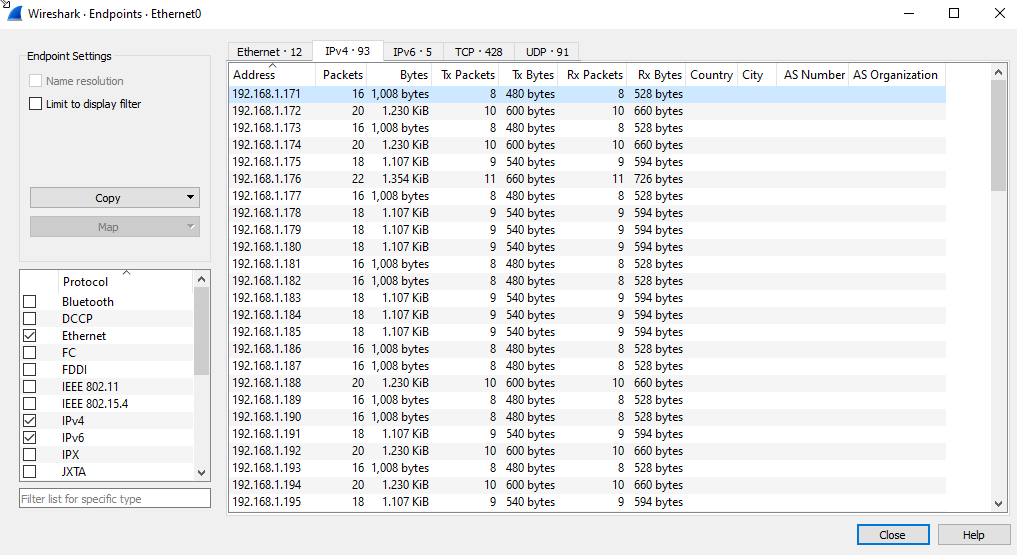 Wireshark · Endpoints · Ethernet0
Endpoint Settings
Name resolution
Limit to display filter
Copy
Map
Protocol
Bluetooth
DCCP
Ethernet
FC
FDDI
IEEE 802.11
IEEE 802.15.4
IPv4
IPv6
IPX
JXTA
Filter list for specific type
Ethernet · 12 IPv4 · 93 IPv6 · 5 TCP · 428 UDP · 91
Address Packets Bytes Tx Packets Tx Bytes Rx Packets Rx Bytes Country City AS Number AS Organization
192.168.1.171 16 1,008 bytes 8 480 bytes 8 528 bytes
192.168.1.172 20 1.230 KiB 10 600 bytes 10 660 bytes
192.168.1.173 16 1,008 bytes 8 480 bytes 8 528 bytes
192.168.1.174 20 1.230 KiB 10 600 bytes 10 660 bytes
192.168.1.175 18 1.107 KiB 9 540 bytes 9 594 bytes
192.168.1.176 22 1.354 KiB 11 660 bytes 11 726 bytes
192.168.1.177 16 1,008 bytes 8 480 bytes 8 528 bytes
192.168.1.178 18 1.107 KiB 9 540 bytes 9 594 bytes
192.168.1.179 18 1.107 KiB 9 540 bytes 9 594 bytes
192.168.1.180 18 1.107 KiB 9 540 bytes 9 594 bytes
192.168.1.181 16 1,008 bytes 8 480 bytes 8 528 bytes
192.168.1.182 16 1,008 bytes 8 480 bytes 8 528 bytes
192.168.1.183 18 1.107 KiB 9 540 bytes 9 594 bytes
192.168.1.184 18 1.107 KiB 9 540 bytes 9 594 bytes
192.168.1.185 18 1.107 KiB 9 540 bytes 9 594 bytes
192.168.1.186 16 1,008 bytes 8 480 bytes 8 528 bytes
192.168.1.187 16 1,008 bytes 8 480 bytes 8 528 bytes
192.168.1.188 20 1.230 KiB 10 600 bytes 10 660 bytes
192.168.1.189 16 1,008 bytes 8 480 bytes 8 528 bytes
192.168.1.190 16 1,008 bytes 8 480 bytes 8 528 bytes
192.168.1.191 18 1.107 KiB 9 540 bytes 9 594 bytes
192.168.1.192 20 1.230 KiB 10 600 bytes 10 660 bytes
192.168.1.193 16 1,008 bytes 8 480 bytes 8 528 bytes
192.168.1.194 20 1.230 KiB 10 600 bytes 10 660 bytes
192.168.1.195 18 1.107 KiB 9 540 bytes 9 594 bytes
Close Help